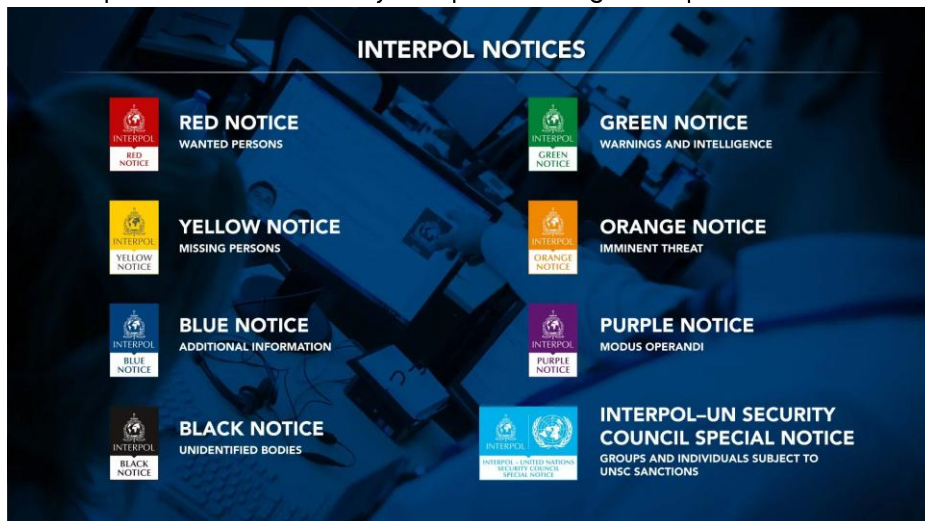 INTERPOL NOTICES
INTERPOL
RED
NOTICE
RED NOTICE
WANTED PERSONS
INTERPOL
YELLOW
NOTICE
YELLOW NOTICE
MISSING PERSONS
INTERPOL
BLUE
NOTICE
BLUE NOTICE
ADDITIONAL INFORMATION
INTERPOL
BLACK
NOTICE
BLACK NOTICE
UNIDENTIFIED BODIES
INTERPOL
GREEN
NOTICE
GREEN NOTICE
WARNINGS AND INTELLIGENCE
INTERPOL
ORANGE
NOTICE
ORANGE NOTICE
IMMINENT THREAT
INTERPOL
PURPLE
NOTICE
PURPLE NOTICE
MODUS OPERANDI
INTERPOL
INTERPOL – UNITED NATIONS
SECURITY COUNCIL
SPECIAL NOTICE
INTERPOL–UN SECURITY
COUNCIL SPECIAL NOTICE
GROUPS AND INDIVIDUALS SUBJECT TO
UNSC SANCTIONS